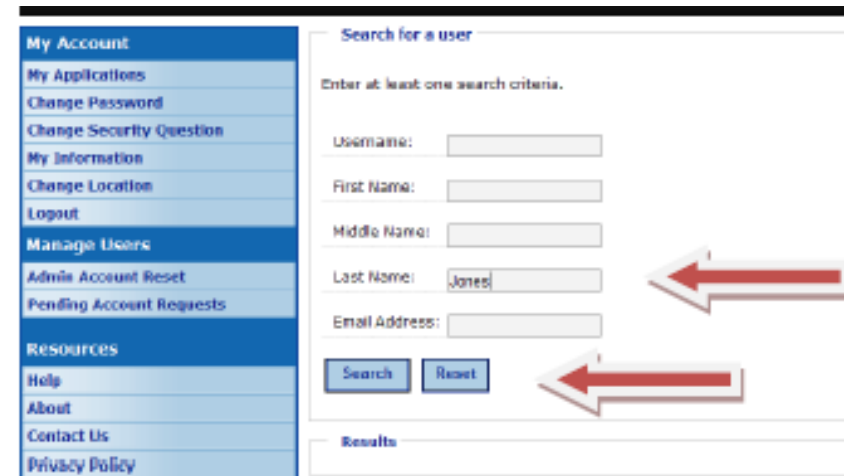 My Account
My Applications
Change Password
Change Security Question
My Information
Change Location
Logout
Manage Users
Admin Account Reset
Pending Account Requests
Resources
Help
About
Contact Us
Privacy Policy
Search for a user
Enter at least one search criteria.
Username:
First Name:
Middle Name:
Last Name: Jones
Email Address:
Search Reset
Results